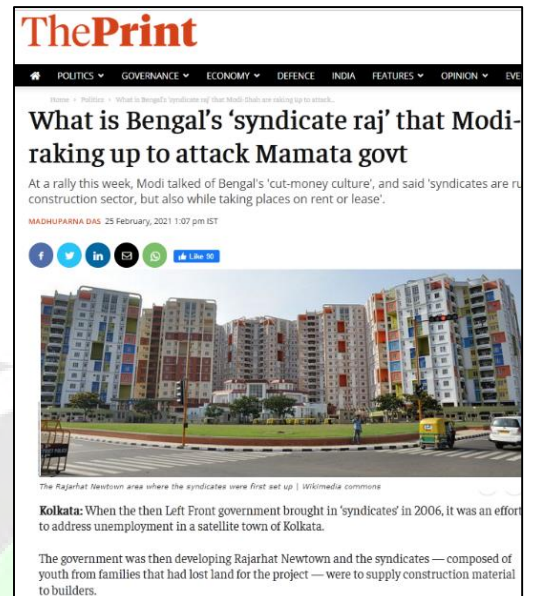 ThePrint
POLITICS GOVERNANCE ECONOMY DEFENCE INDIA FEATURES OPINION EVE
Home Politics What is Bengal's 'syndicate raj' that Modi-Shah are raking up to attack...
What is Bengal's 'syndicate raj' that Modi-
raking up to attack Mamata govt
At a rally this week, Modi talked of Bengal's 'cut-money culture', and said 'syndicates are ru
construction sector, but also while taking places on rent or lease'.
MADHUPARNA DAS 25 February, 2021 1:07 pm IST
Like 90
The Rajarhat Newtown area where the syndicates were first set up | Wikimedia commons
Kolkata: When the then Left Front government brought in 'syndicates' in 2006, it was an effort
to address unemployment in a satellite town of Kolkata.
The government was then developing Rajarhat Newtown and the syndicates — composed of
youth from families that had lost land for the project — were to supply construction material
to builders.